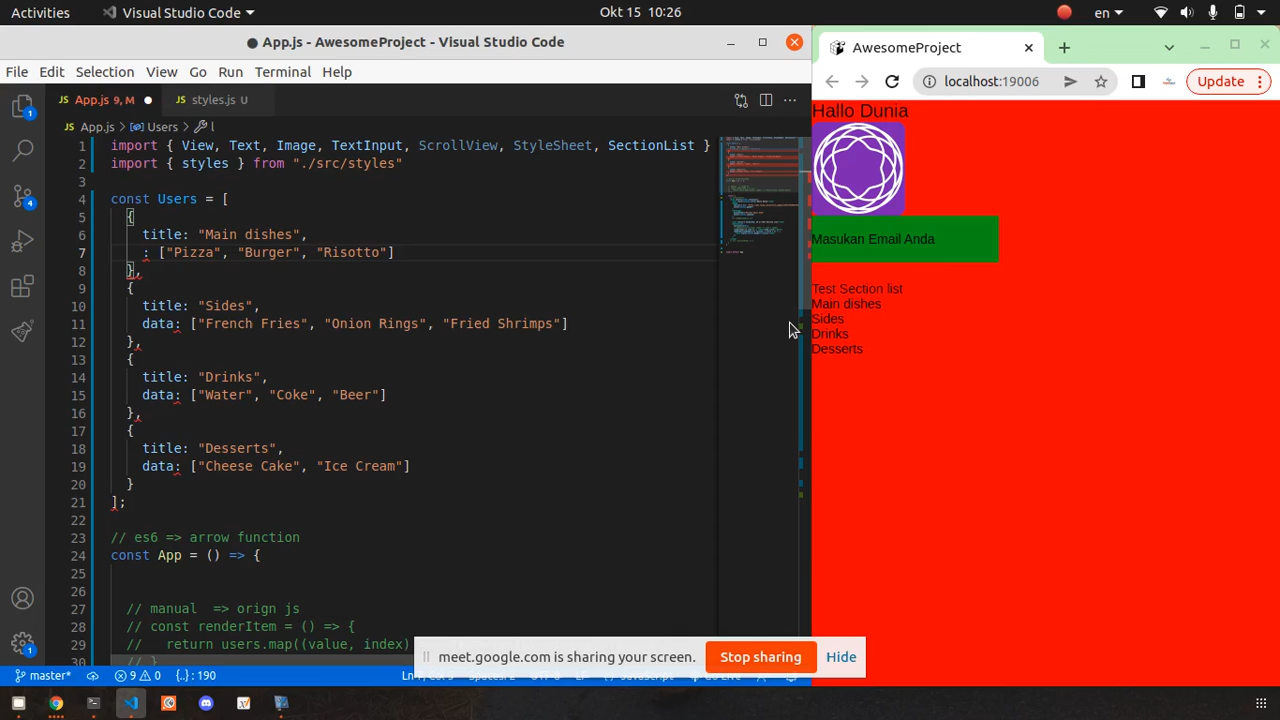 Activities
Visual Studio Code
Okt 15 10:26
en
● App.js - AwesomeProject - Visual Studio Code
File Edit Selection View Go Run Terminal Help
App.js 9, M
styles.js
App.js > Users > l
1 import { View, Text, Image, TextInput, ScrollView, StyleSheet, SectionList }
2 import { styles } from "./src/styles"
3
4 const Users = [
5 {
6 title: "Main dishes",
7 : ["Pizza", "Burger", "Risotto"]
8 },
9 {
10 title: "Sides",
11 data: ["French Fries", "Onion Rings", "Fried Shrimps"]
12 },
13 {
14 title: "Drinks",
15 data: ["Water", "Coke", "Beer"]
16 },
17 {
18 title: "Desserts",
19 data: ["Cheese Cake", "Ice Cream"]
20 }
21 ];
22
23 // es6 => arrow function
24 const App = () => {
25
26
27 // manual => orign js
28 // const renderItem = () => {
29 // return users.map((value, index)
30 // }
1
4
1
master*
9 0
{..} : 190
AwesomeProject
localhost:19006
Update
Hallo Dunia
Masukan Email Anda
Test Section list
Main dishes
Sides
Drinks
Desserts
meet.google.com is sharing your screen.
Stop sharing
Hide